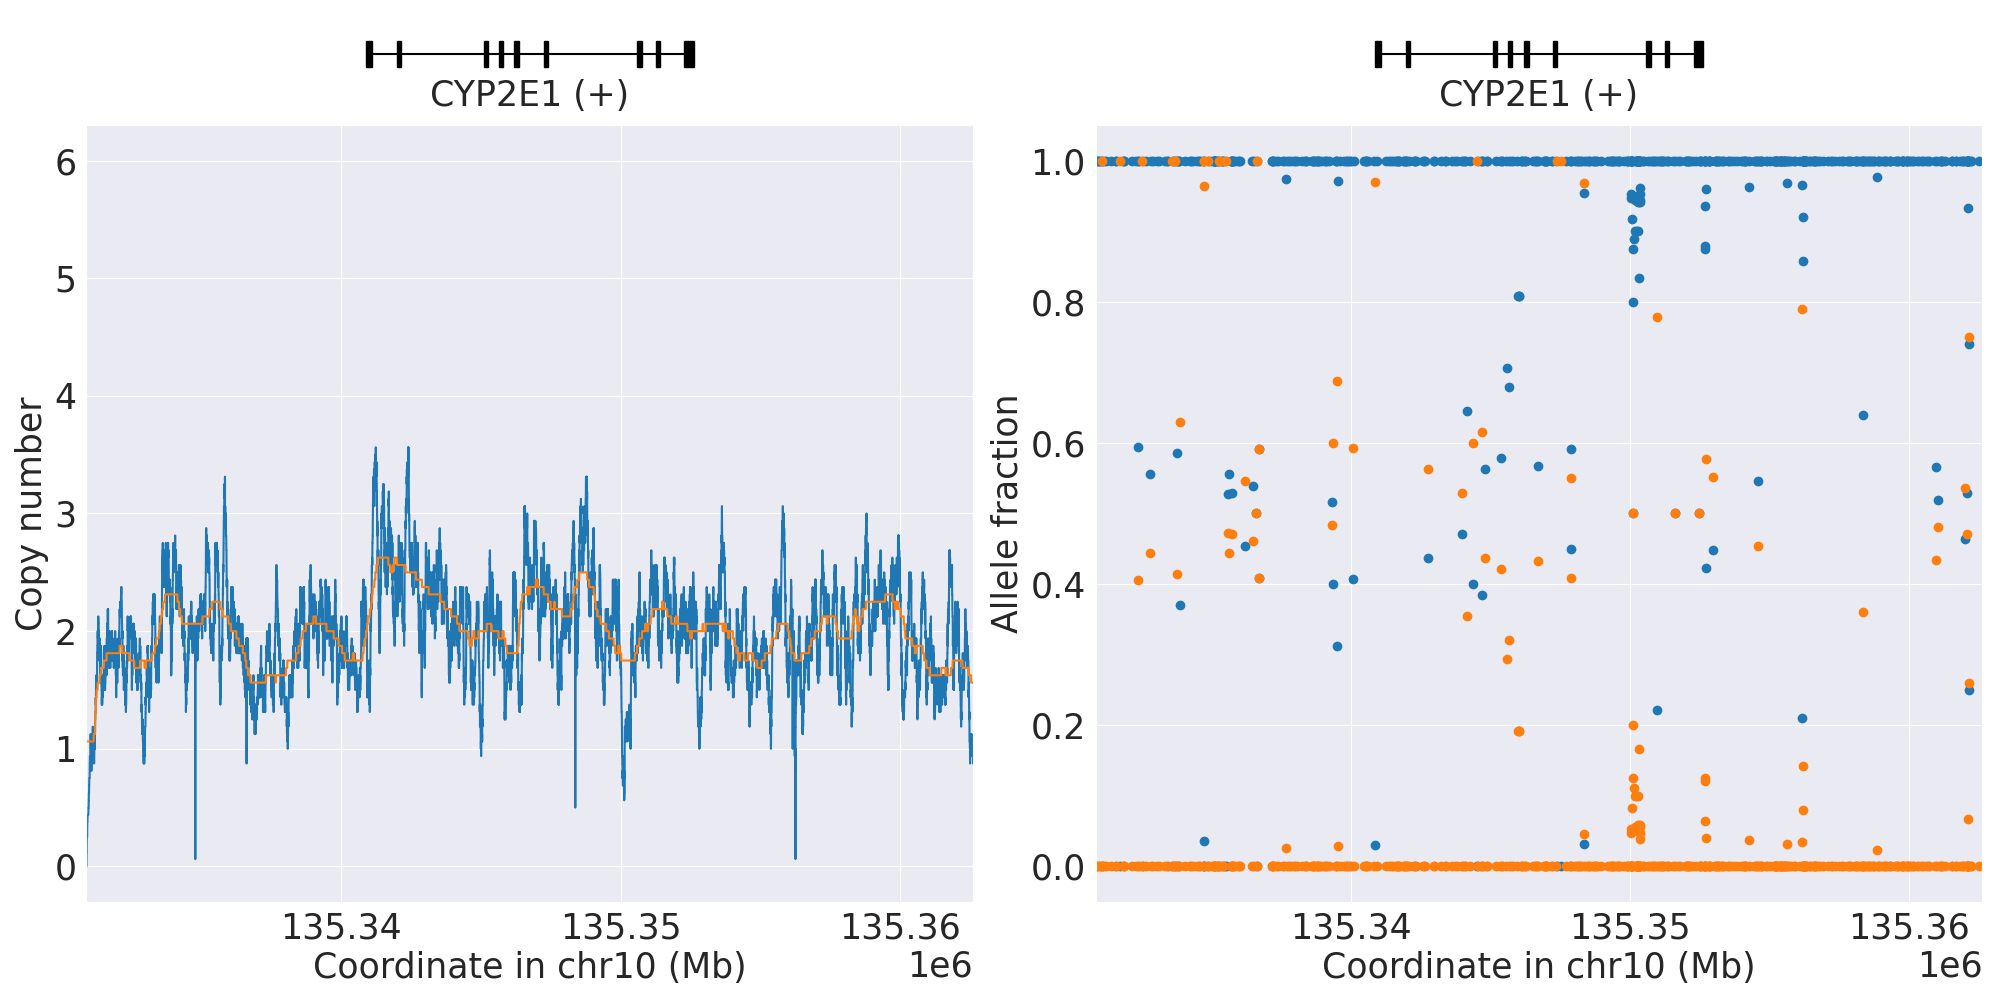 CYP2E1 (+)
6
5
4
3
2
1
0
Copy number
135.34 135.35 135.36
Coordinate in chr10 (Mb)
1e6
CYP2E1 (+)
1.0
0.8
0.6
0.4
0.2
0.0
Allele fraction
135.34 135.35 135.36
Coordinate in chr10 (Mb)
1e6